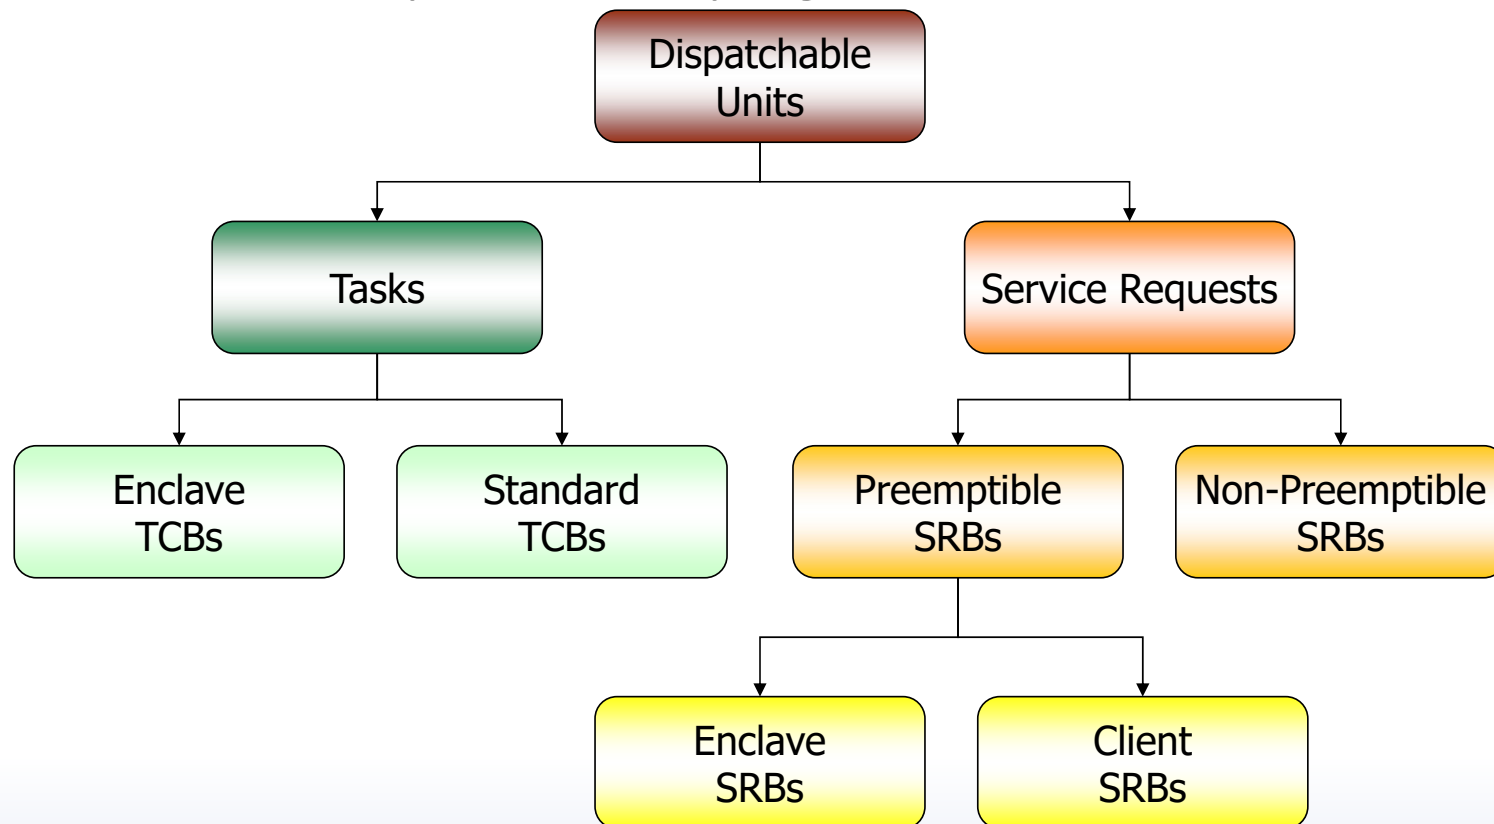 Dispatchable
Units
Tasks
Service Requests
Enclave
TCBs
Standard
TCBs
Preemptible
SRBs
Non-Preemptible
SRBs
Enclave
SRBs
Client
SRBs